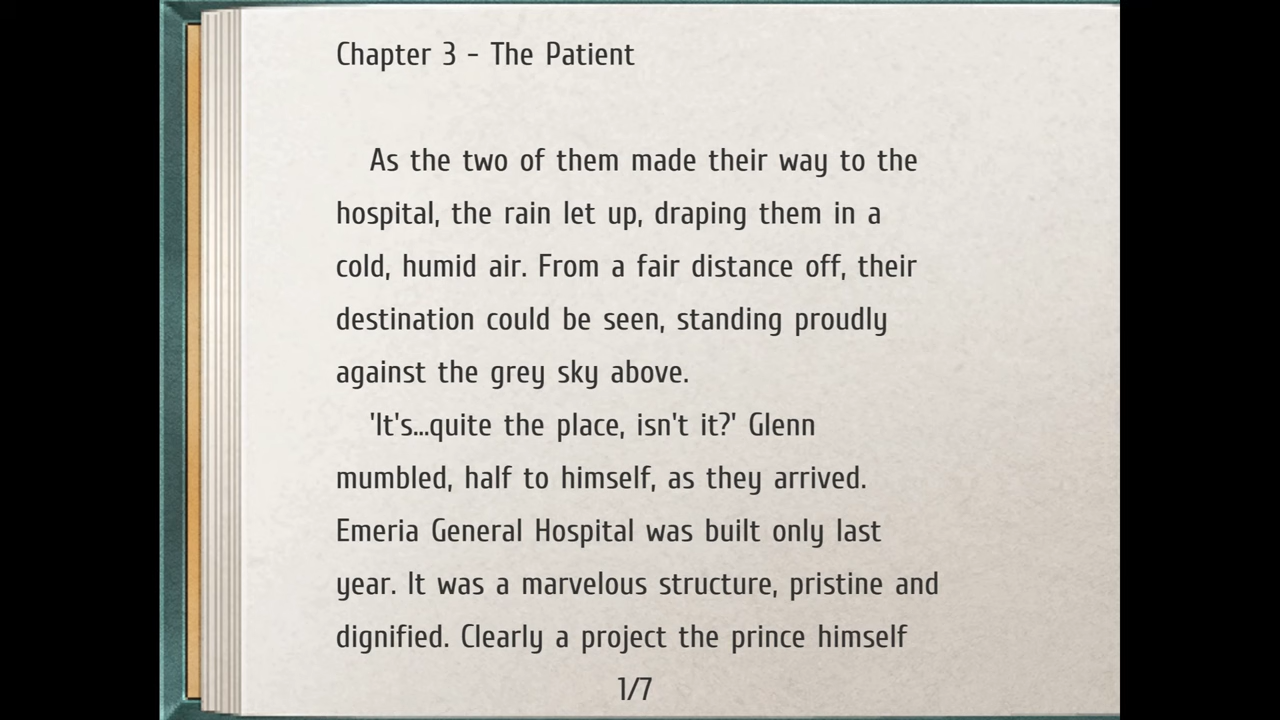 Chapter 3 - The Patient
As the two of them made their way to the
hospital, the rain let up, draping them in a
cold, humid air. From a fair distance off, their
destination could be seen, standing proudly
against the grey sky above.
'It's...quite the place, isn't it?' Glenn
mumbled, half to himself, as they arrived.
Emeria General Hospital was built only last
year. It was a marvelous structure, pristine and
dignified. Clearly a project the prince himself
1/7